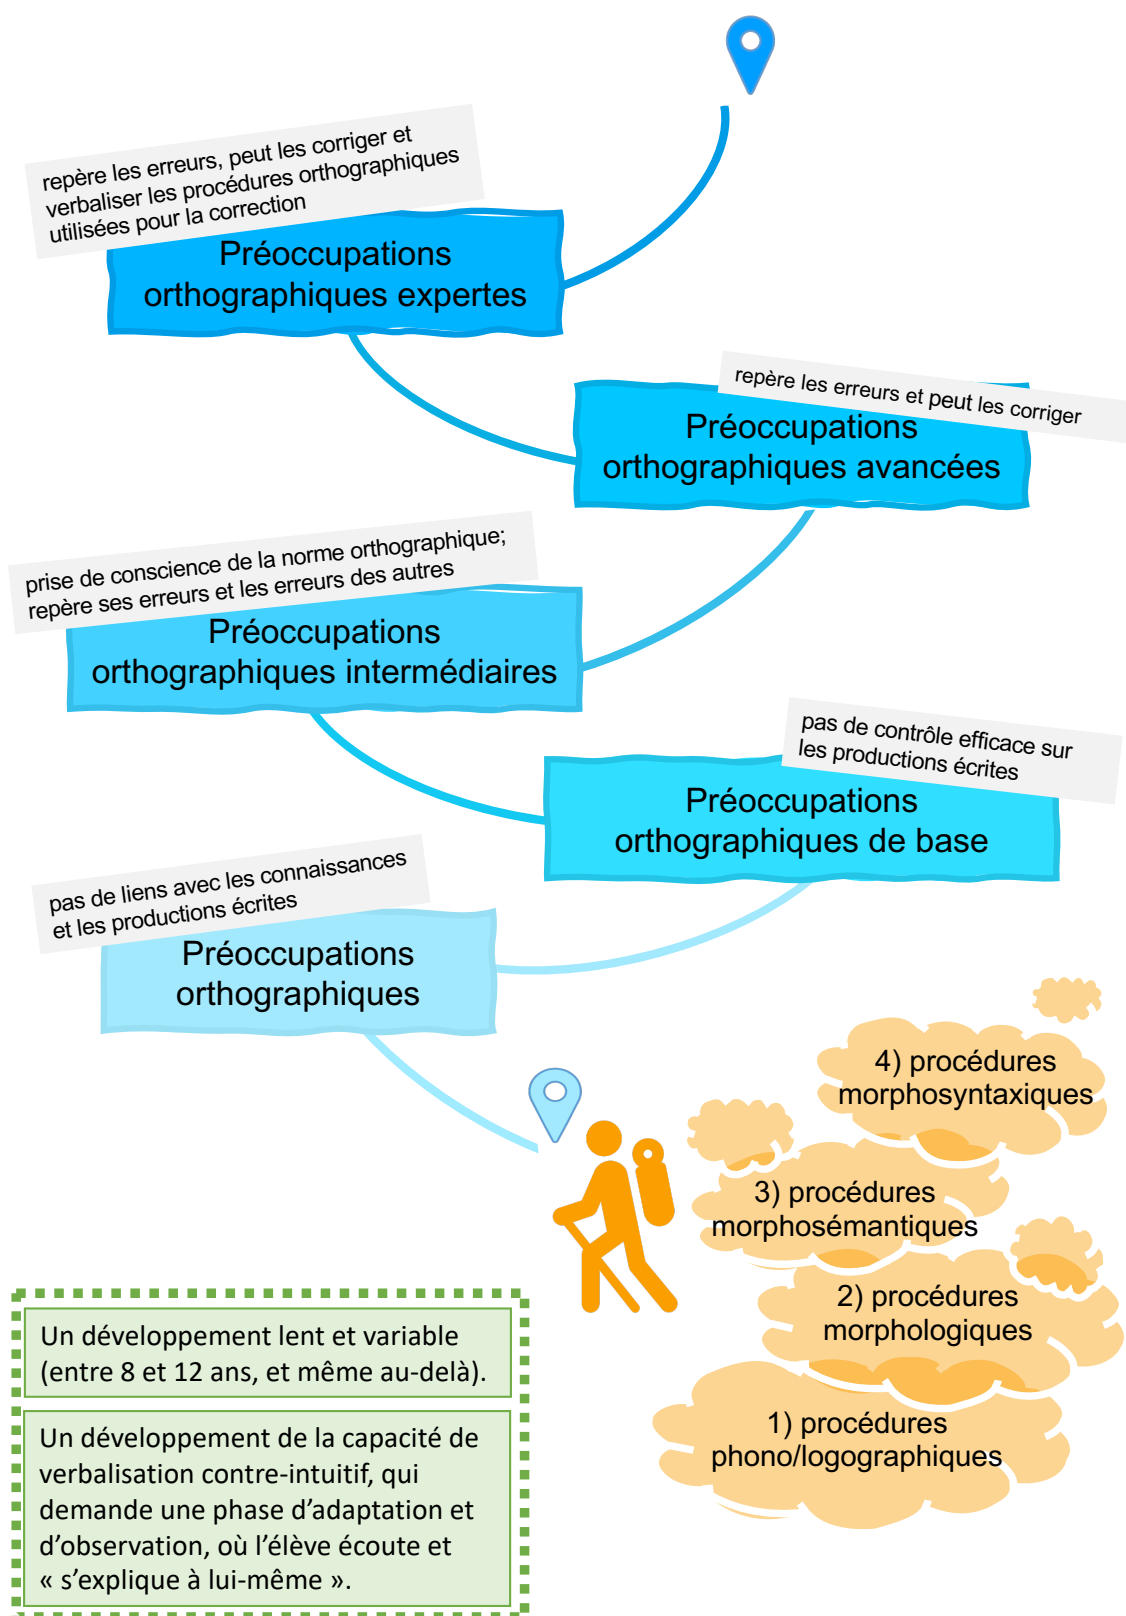 repère les erreurs, peut les corriger et
verbaliser les procédures orthographiques
utilisées pour la correction
Préoccupations
orthographiques expertes
repère les erreurs et peut les corriger
Préoccupations
orthographiques avancées
prise de conscience de la norme orthographique;
repère ses erreurs et les erreurs des autres
Préoccupations
orthographiques intermédiaires
pas de contrôle efficace sur
les productions écrites
Préoccupations
orthographiques de base
pas de liens avec les connaissances
et les productions écrites
Préoccupations
orthographiques
4) procédures
morphosyntaxiques
3) procédures
morphosémantiques
2) procédures
morphologiques
1) procédures
phono/logographiques
Un développement lent et variable
(entre 8 et 12 ans, et même au-delà).
Un développement de la capacité de
verbalisation contre-intuitif, qui
demande une phase d’adaptation et
d’observation, où l’élève écoute et
« s’explique à lui-même ».